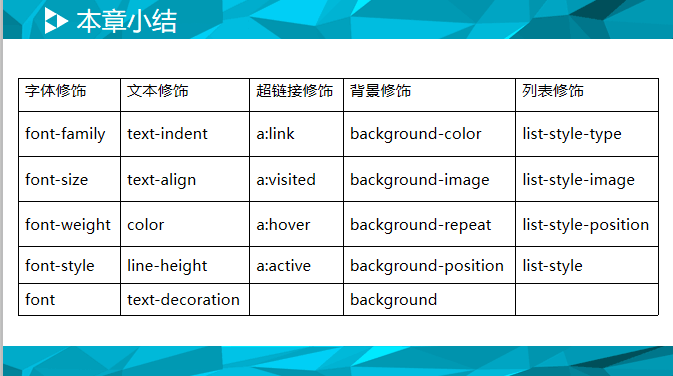 本章小结
字体修饰 文本修饰 超链接修饰 背景修饰 列表修饰
font-family text-indent a:link background-color list-style-type
font-size text-align a:visited background-image list-style-image
font-weight color a:hover background-repeat list-style-position
font-style line-height a:active background-position list-style
font text-decoration background